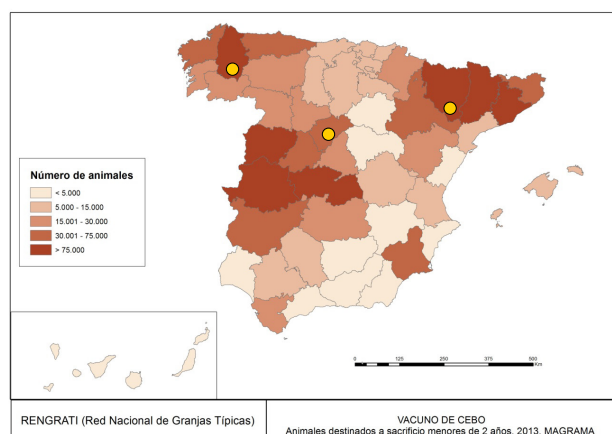 Número de animales
< 5.000
5.000 - 15.000
15.001 - 30.000
30.001 - 75.000
> 75.000
0 125 250 375 500
Km
RENGRATI (Red Nacional de Granjas Típicas)
VACUNO DE CEBO
Animales destinados a sacrificio menores de 2 años. 2013. MAGRAMA